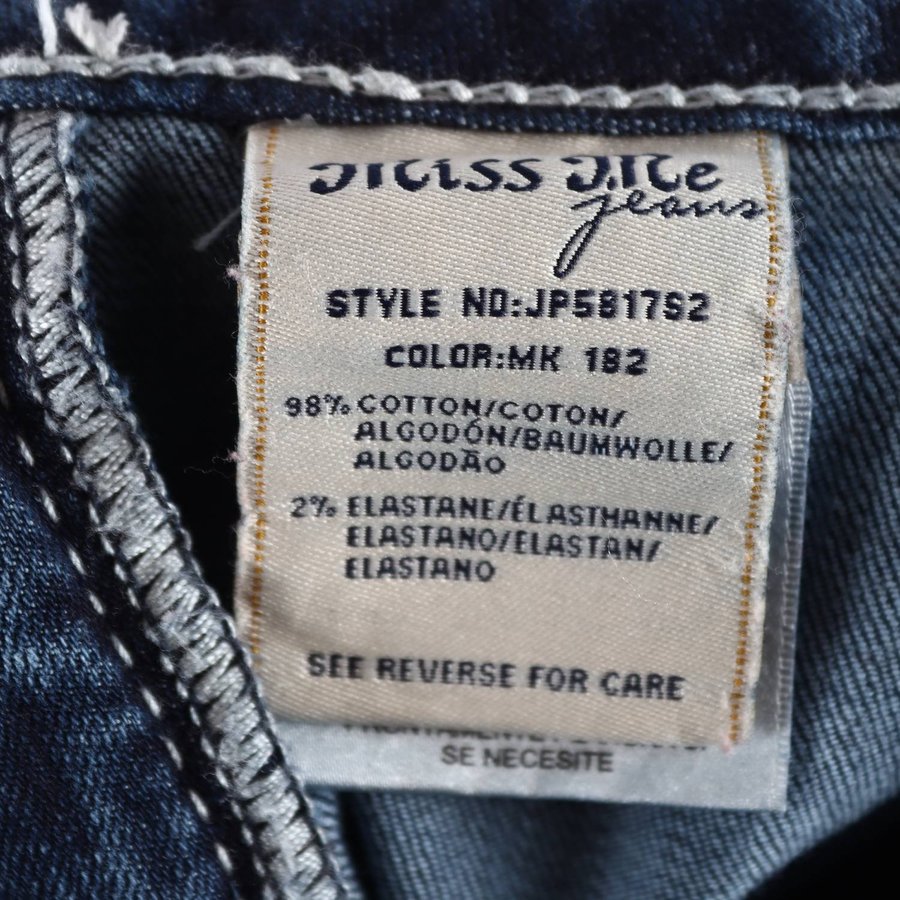 Miss Me
jeans
STYLE NO:JP5817S2
COLOR:MK 182
98% COTTON/COTON/
ALGODÓN/BAUMWOLLE/
ALGODÃO
2% ELASTANE/ÉLASTHANNE/
ELASTANO/ELASTAN/
ELASTANO
SEE REVERSE FOR CARE
SE NECESITE